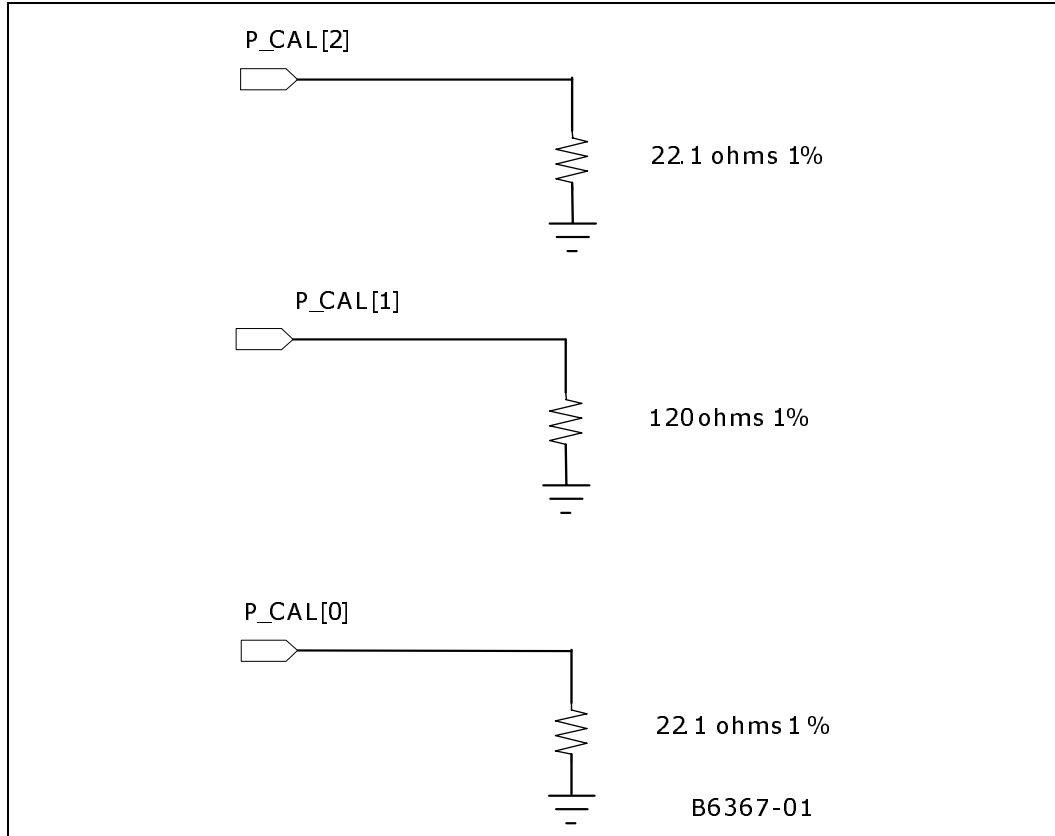 P_CAL[2]
22.1 ohms 1%
P_CAL[1]
120 ohms 1%
P_CAL[0]
22.1 ohms 1%
B6367-01